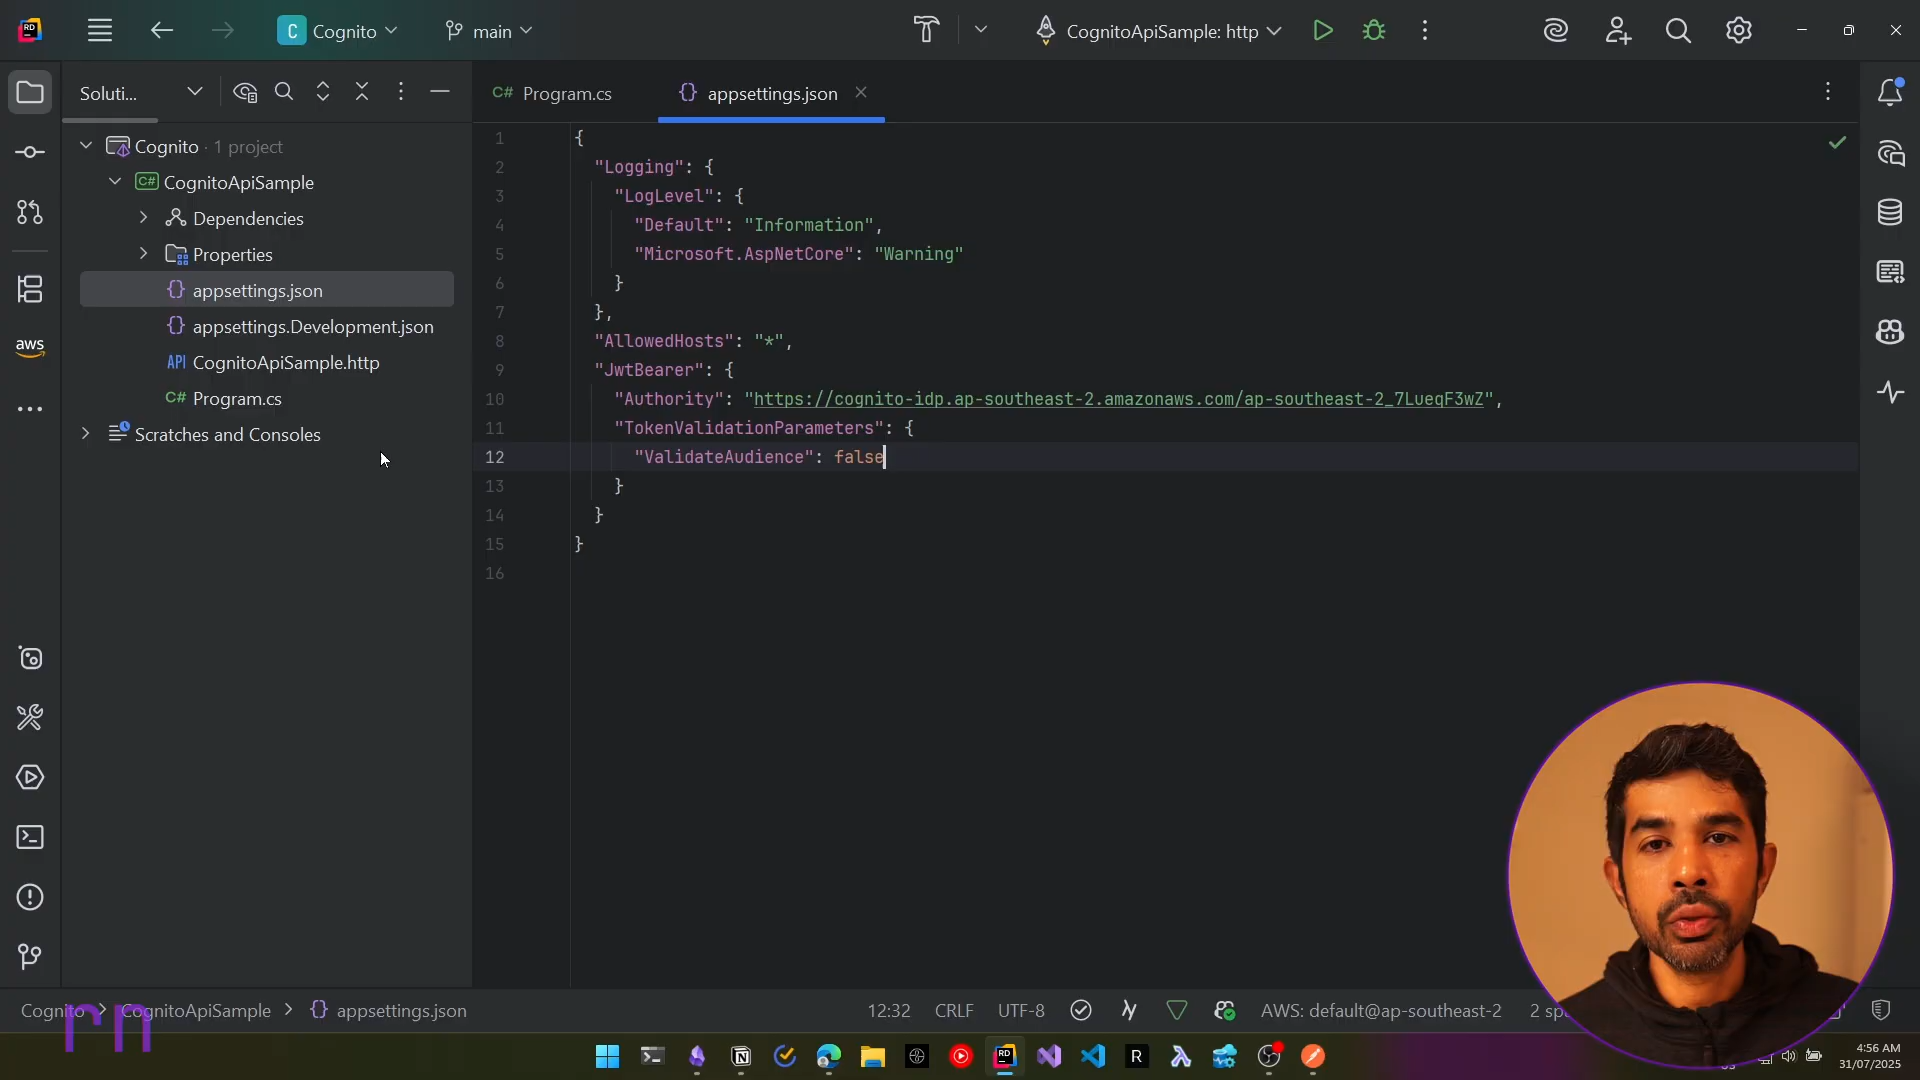 C Cognito
main
CognitoApiSample: http
Soluti...
C# Program.cs
{} appsettings.json
Cognito · 1 project
C# CognitoApiSample
Dependencies
Properties
{} appsettings.json
{} appsettings.Development.json
API CognitoApiSample.http
C# Program.cs
Scratches and Consoles
aws
1 {
2 "Logging": {
3 "LogLevel": {
4 "Default": "Information",
5 "Microsoft.AspNetCore": "Warning"
6 }
7 },
8 "AllowedHosts": "*",
9 "JwtBearer": {
10 "Authority": "https://cognito-idp.ap-southeast-2.amazonaws.com/ap-southeast-2_7LueqF3wZ",
11 "TokenValidationParameters": {
12 "ValidateAudience": false
13 }
14 }
15 }
16
Cognito > CognitoApiSample > {} appsettings.json
12:32 CRLF UTF-8 AWS: default@ap-southeast-2
rn
4:56 AM
31/07/2025